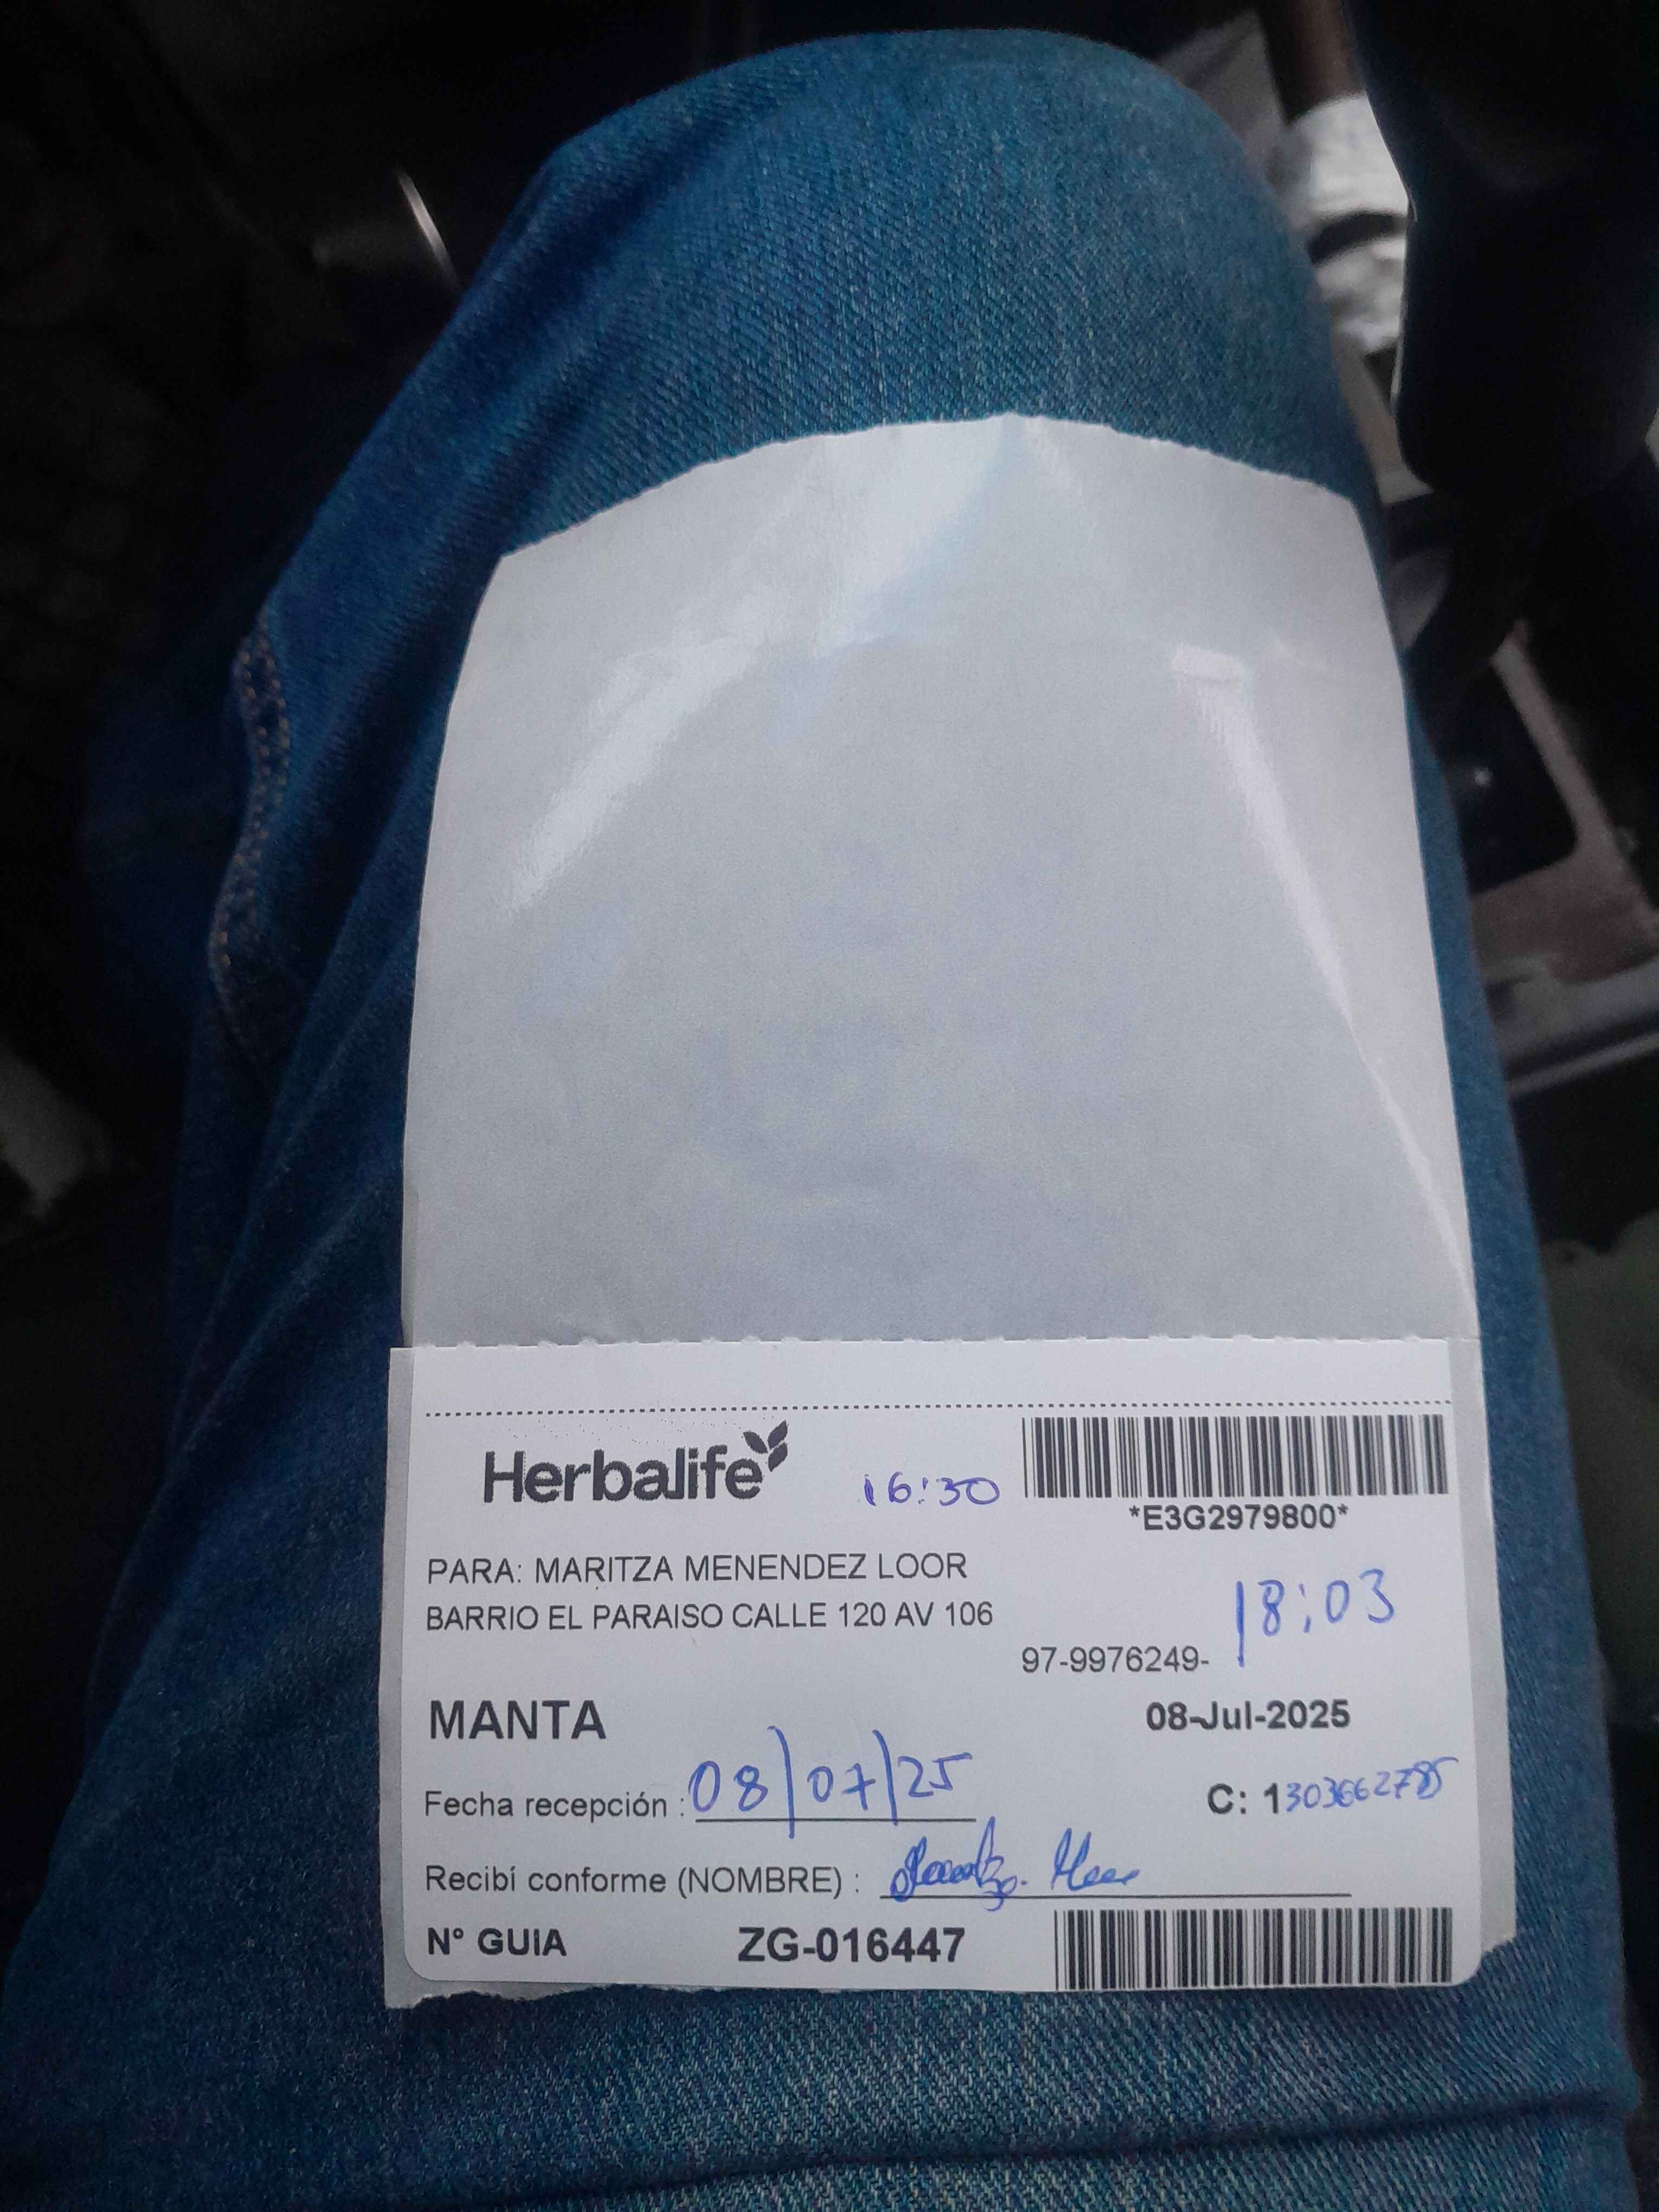 Herbalife
16:30
*E3G2979800*
PARA: MARITZA MENENDEZ LOOR
BARRIO EL PARAISO CALLE 120 AV 106
18:03
97-9976249-
MANTA
08-Jul-2025
Fecha recepción : 08/07/25
C: 1303662785
Recibí conforme (NOMBRE) :
N° GUIA ZG-016447